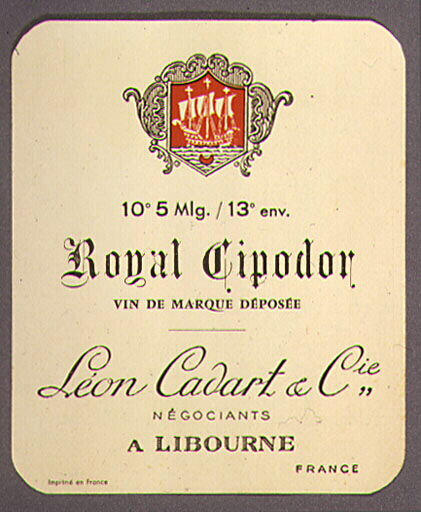 10° 5 Mlg. / 13° env.
Royal Cipodor
VIN DE MARQUE DÉPOSÉE
Léon Cadart & Cie „
NÉGOCIANTS
A LIBOURNE
FRANCE
Imprimé en France